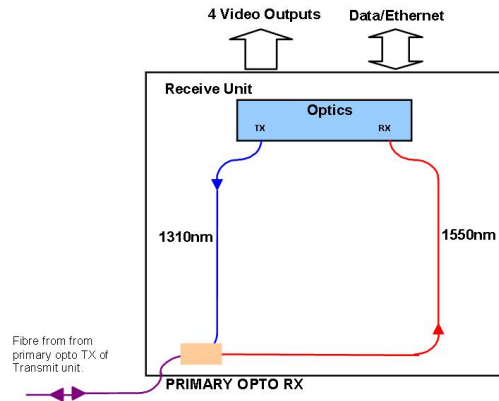 4 Video Outputs
Data/Ethernet
Receive Unit
Optics
TX
RX
1310nm
1550nm
Fibre from from
primary opto TX of
Transmit unit.
PRIMARY OPTO RX